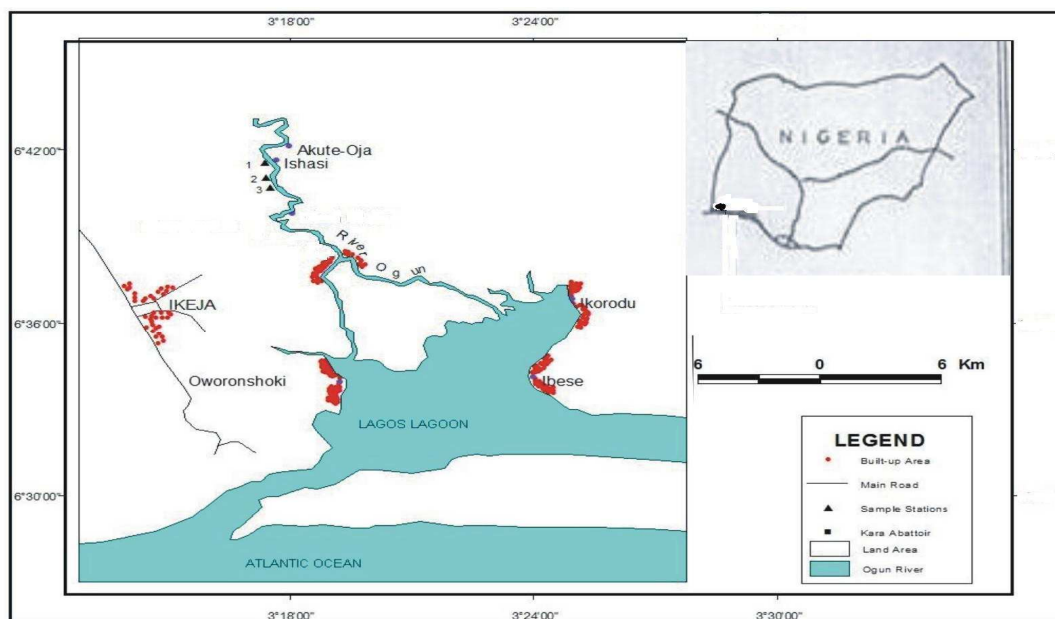 3°18'00"
3°24'00"
6°42'00"
Akute-Oja
1
Ishasi
2
3
River Ogun
NIGERIA
IKEJA
Ikorodu
6°36'00"
Oworonshoki
Ibese
6 0 6 Km
LAGOS LAGOON
LEGEND
Built-up Area
Main Road
Sample Stations
Kara Abattoir
Land Area
Ogun River
6°30'00"
ATLANTIC OCEAN
3°18'00"
3°24'00"
3°30'00"